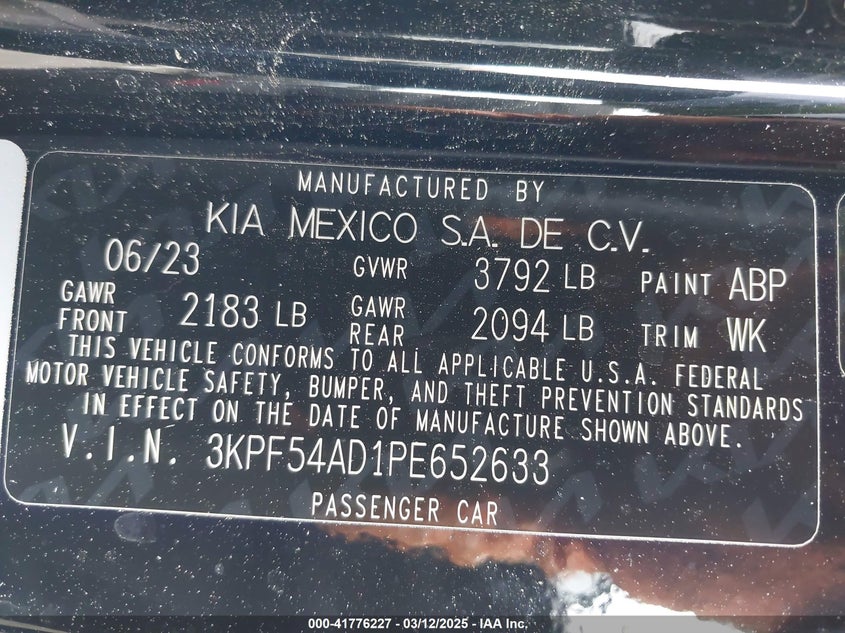 MANUFACTURED BY
KIA MEXICO S.A. DE C.V.
06/23 GVWR 3792 LB PAINT ABP
GAWR FRONT 2183 LB GAWR REAR 2094 LB TRIM WK
THIS VEHICLE CONFORMS TO ALL APPLICABLE U.S.A. FEDERAL
MOTOR VEHICLE SAFETY, BUMPER, AND THEFT PREVENTION STANDARDS
IN EFFECT ON THE DATE OF MANUFACTURE SHOWN ABOVE.
V.I.N. 3KPF54AD1PE652633
PASSENGER CAR
000-41776227 - 03/12/2025 - IAA Inc.